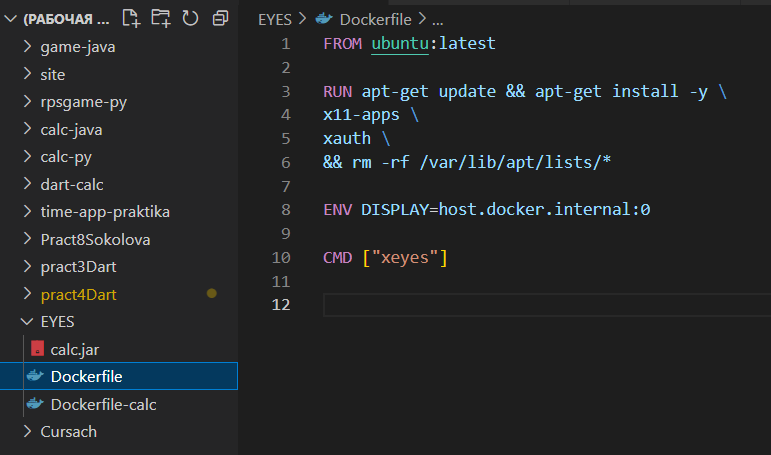 (РАБОЧАЯ ...
game-java
site
rpsgame-py
calc-java
calc-py
dart-calc
time-app-praktika
Pract8Sokolova
pract3Dart
pract4Dart
EYES
calc.jar
Dockerfile
Dockerfile-calc
Cursach
EYES > Dockerfile > ...
1 FROM ubuntu:latest
2
3 RUN apt-get update && apt-get install -y \
4 x11-apps \
5 xauth \
6 && rm -rf /var/lib/apt/lists/*
7
8 ENV DISPLAY=host.docker.internal:0
9
10 CMD ["xeyes"]
11
12